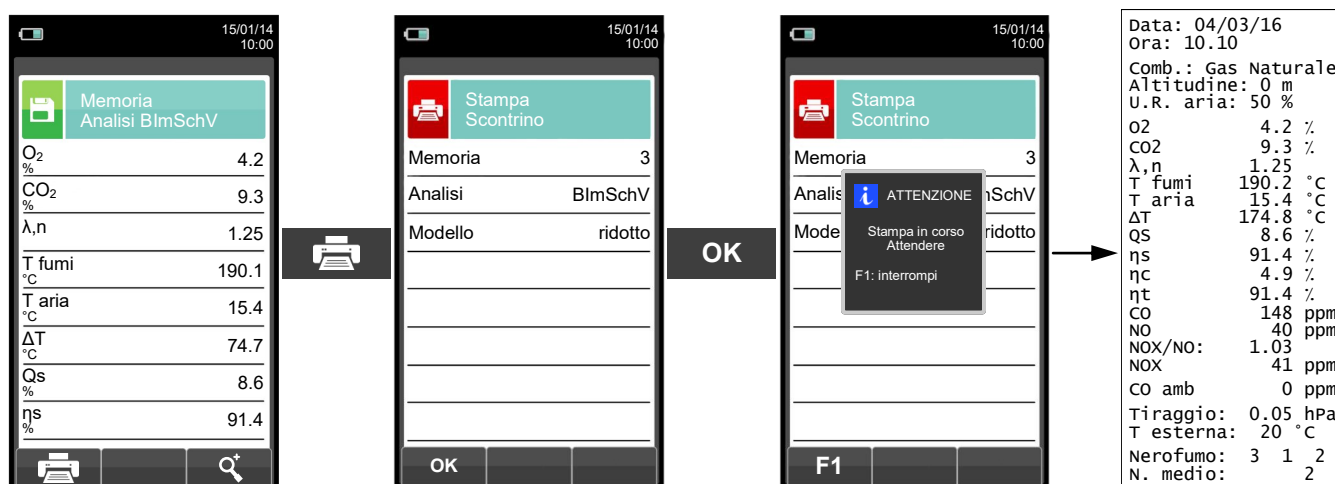 15/01/14
10:00
Memoria
Analisi BImSchV
O2
%
4.2
CO2
%
9.3
λ,n
1.25
T fumi
°C
190.1
T aria
°C
15.4
ΔT
°C
74.7
Qs
%
8.6
ηs
%
91.4
15/01/14
10:00
Stampa
Scontrino
Memoria 3
Analisi BImSchV
Modello ridotto
OK
OK
15/01/14
10:00
Stampa
Scontrino
Memoria 3
Analis mSchV
Mode ridotto
i ATTENZIONE
Stampa in corso
Attendere
F1: interrompi
F1
Data: 04/03/16
Ora: 10.10
Comb.: Gas Naturale
Altitudine: 0 m
U.R. aria: 50 %
O2 4.2 %
CO2 9.3 %
λ,n 1.25
T fumi 190.2 °C
T aria 15.4 °C
ΔT 174.8 °C
QS 8.6 %
ηs 91.4 %
ηc 4.9 %
ηt 91.4 %
CO 148 ppm
NO 40 ppm
NOX/NO: 1.03
NOX 41 ppm
CO amb 0 ppm
Tiraggio: 0.05 hPa
T esterna: 20 °C
Nerofumo: 3 1 2
N. medio: 2